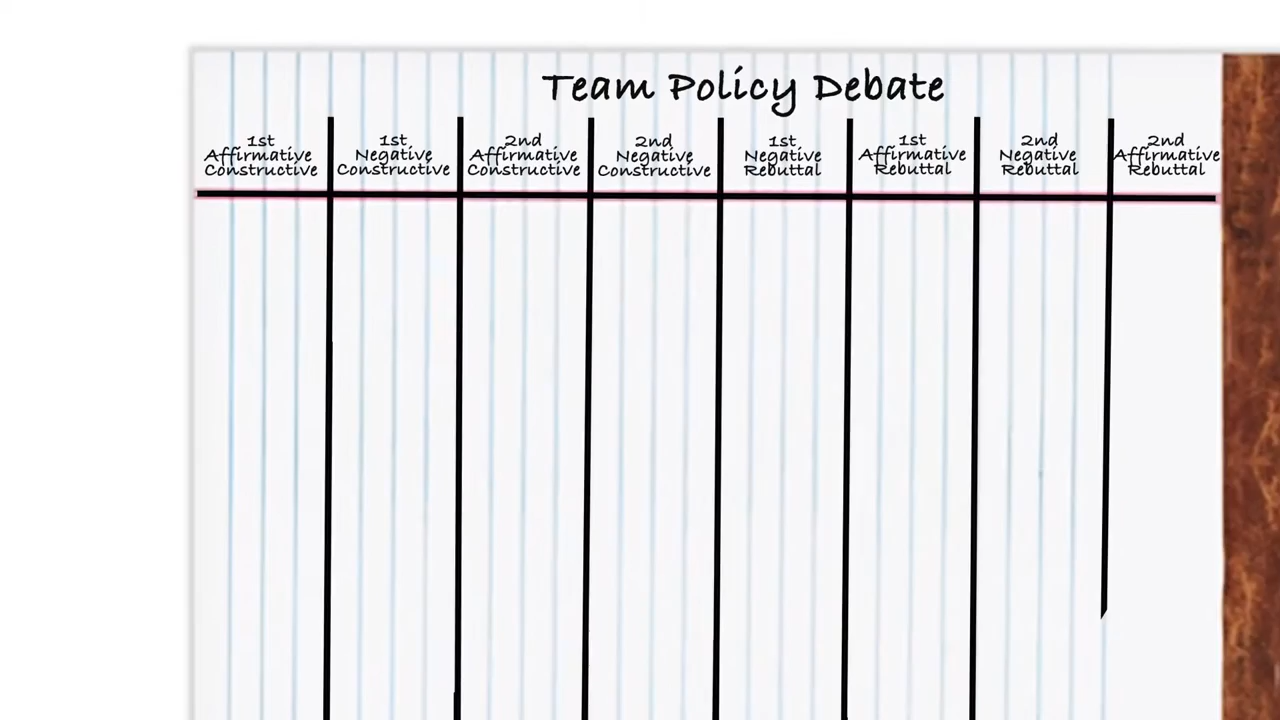 Team Policy Debate
1st
Affirmative
Constructive
1st
Negative
Constructive
2nd
Affirmative
Constructive
2nd
Negative
Constructive
1st
Negative
Rebuttal
1st
Affirmative
Rebuttal
2nd
Negative
Rebuttal
2nd
Affirmative
Rebuttal